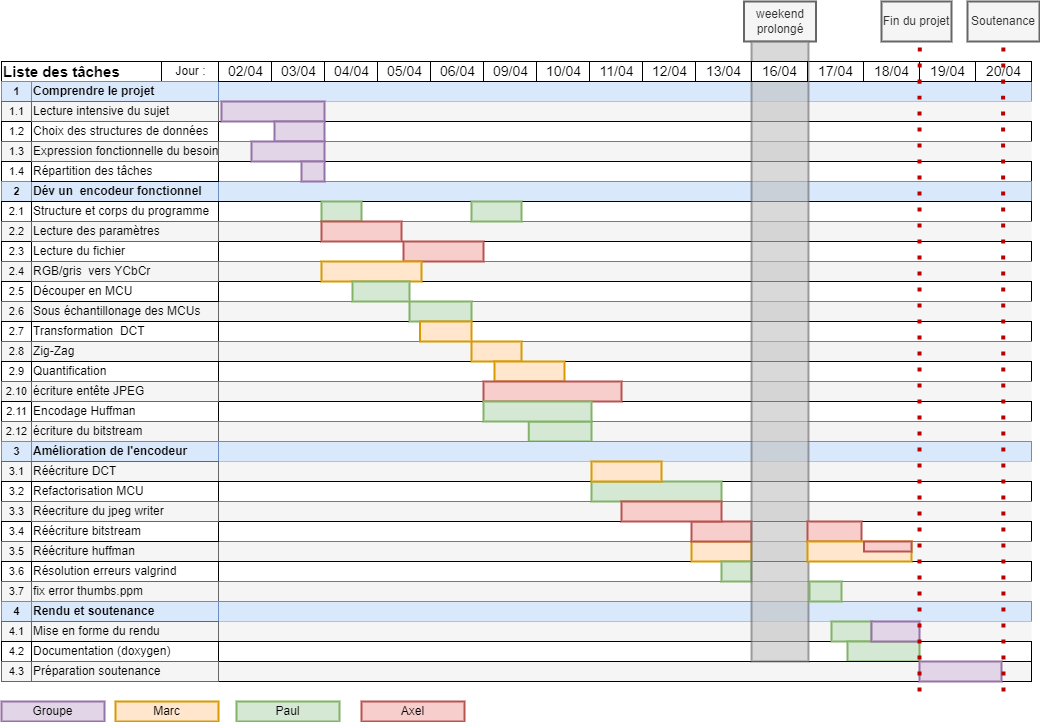 weekend
prolongé
Fin du projet
Soutenance
Liste des tâches Jour : 02/04 03/04 04/04 05/04 06/04 09/04 10/04 11/04 12/04 13/04 16/04 17/04 18/04 19/04 20/04
1 Comprendre le projet
1.1 Lecture intensive du sujet
1.2 Choix des structures de données
1.3 Expression fonctionnelle du besoin
1.4 Répartition des tâches
2 Dév un encodeur fonctionnel
2.1 Structure et corps du programme
2.2 Lecture des paramètres
2.3 Lecture du fichier
2.4 RGB/gris vers YCbCr
2.5 Découper en MCU
2.6 Sous échantillonage des MCUs
2.7 Transformation DCT
2.8 Zig-Zag
2.9 Quantification
2.10 écriture entête JPEG
2.11 Encodage Huffman
2.12 écriture du bitstream
3 Amélioration de l'encodeur
3.1 Réécriture DCT
3.2 Refactorisation MCU
3.3 Réecriture du jpeg writer
3.4 Réécriture bitstream
3.5 Réécriture huffman
3.6 Résolution erreurs valgrind
3.7 fix error thumbs.ppm
4 Rendu et soutenance
4.1 Mise en forme du rendu
4.2 Documentation (doxygen)
4.3 Préparation soutenance
Groupe Marc Paul Axel